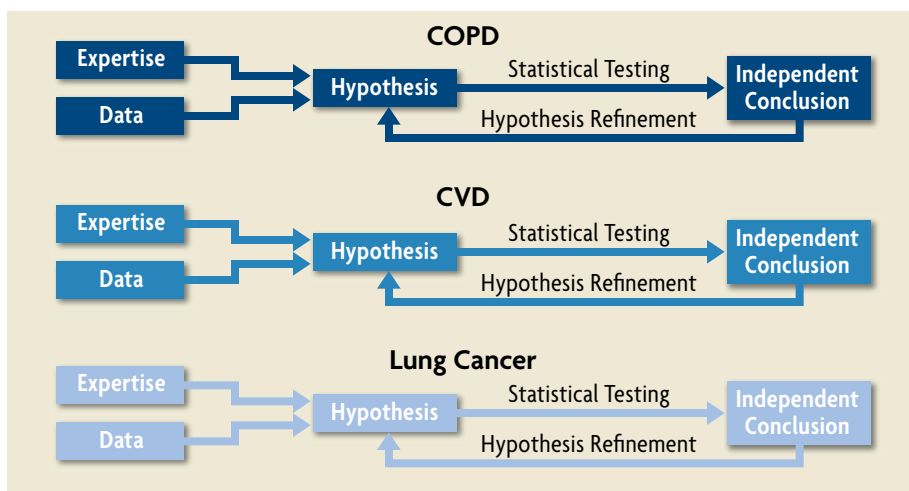 COPD
Expertise
Data
Hypothesis
Statistical Testing
Hypothesis Refinement
Independent
Conclusion
CVD
Expertise
Data
Hypothesis
Statistical Testing
Hypothesis Refinement
Independent
Conclusion
Lung Cancer
Expertise
Data
Hypothesis
Statistical Testing
Hypothesis Refinement
Independent
Conclusion